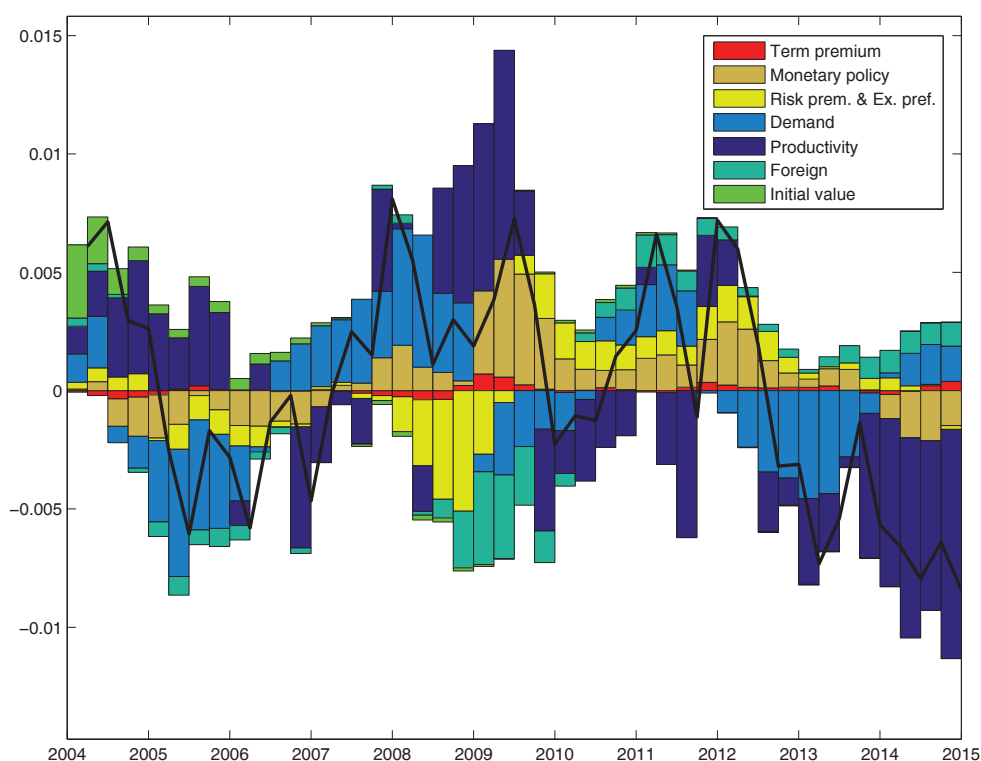 0.015
0.01
0.005
0
−0.005
−0.01
Term premium
Monetary policy
Risk prem. & Ex. pref.
Demand
Productivity
Foreign
Initial value
2004 2005 2006 2007 2008 2009 2010 2011 2012 2013 2014 2015